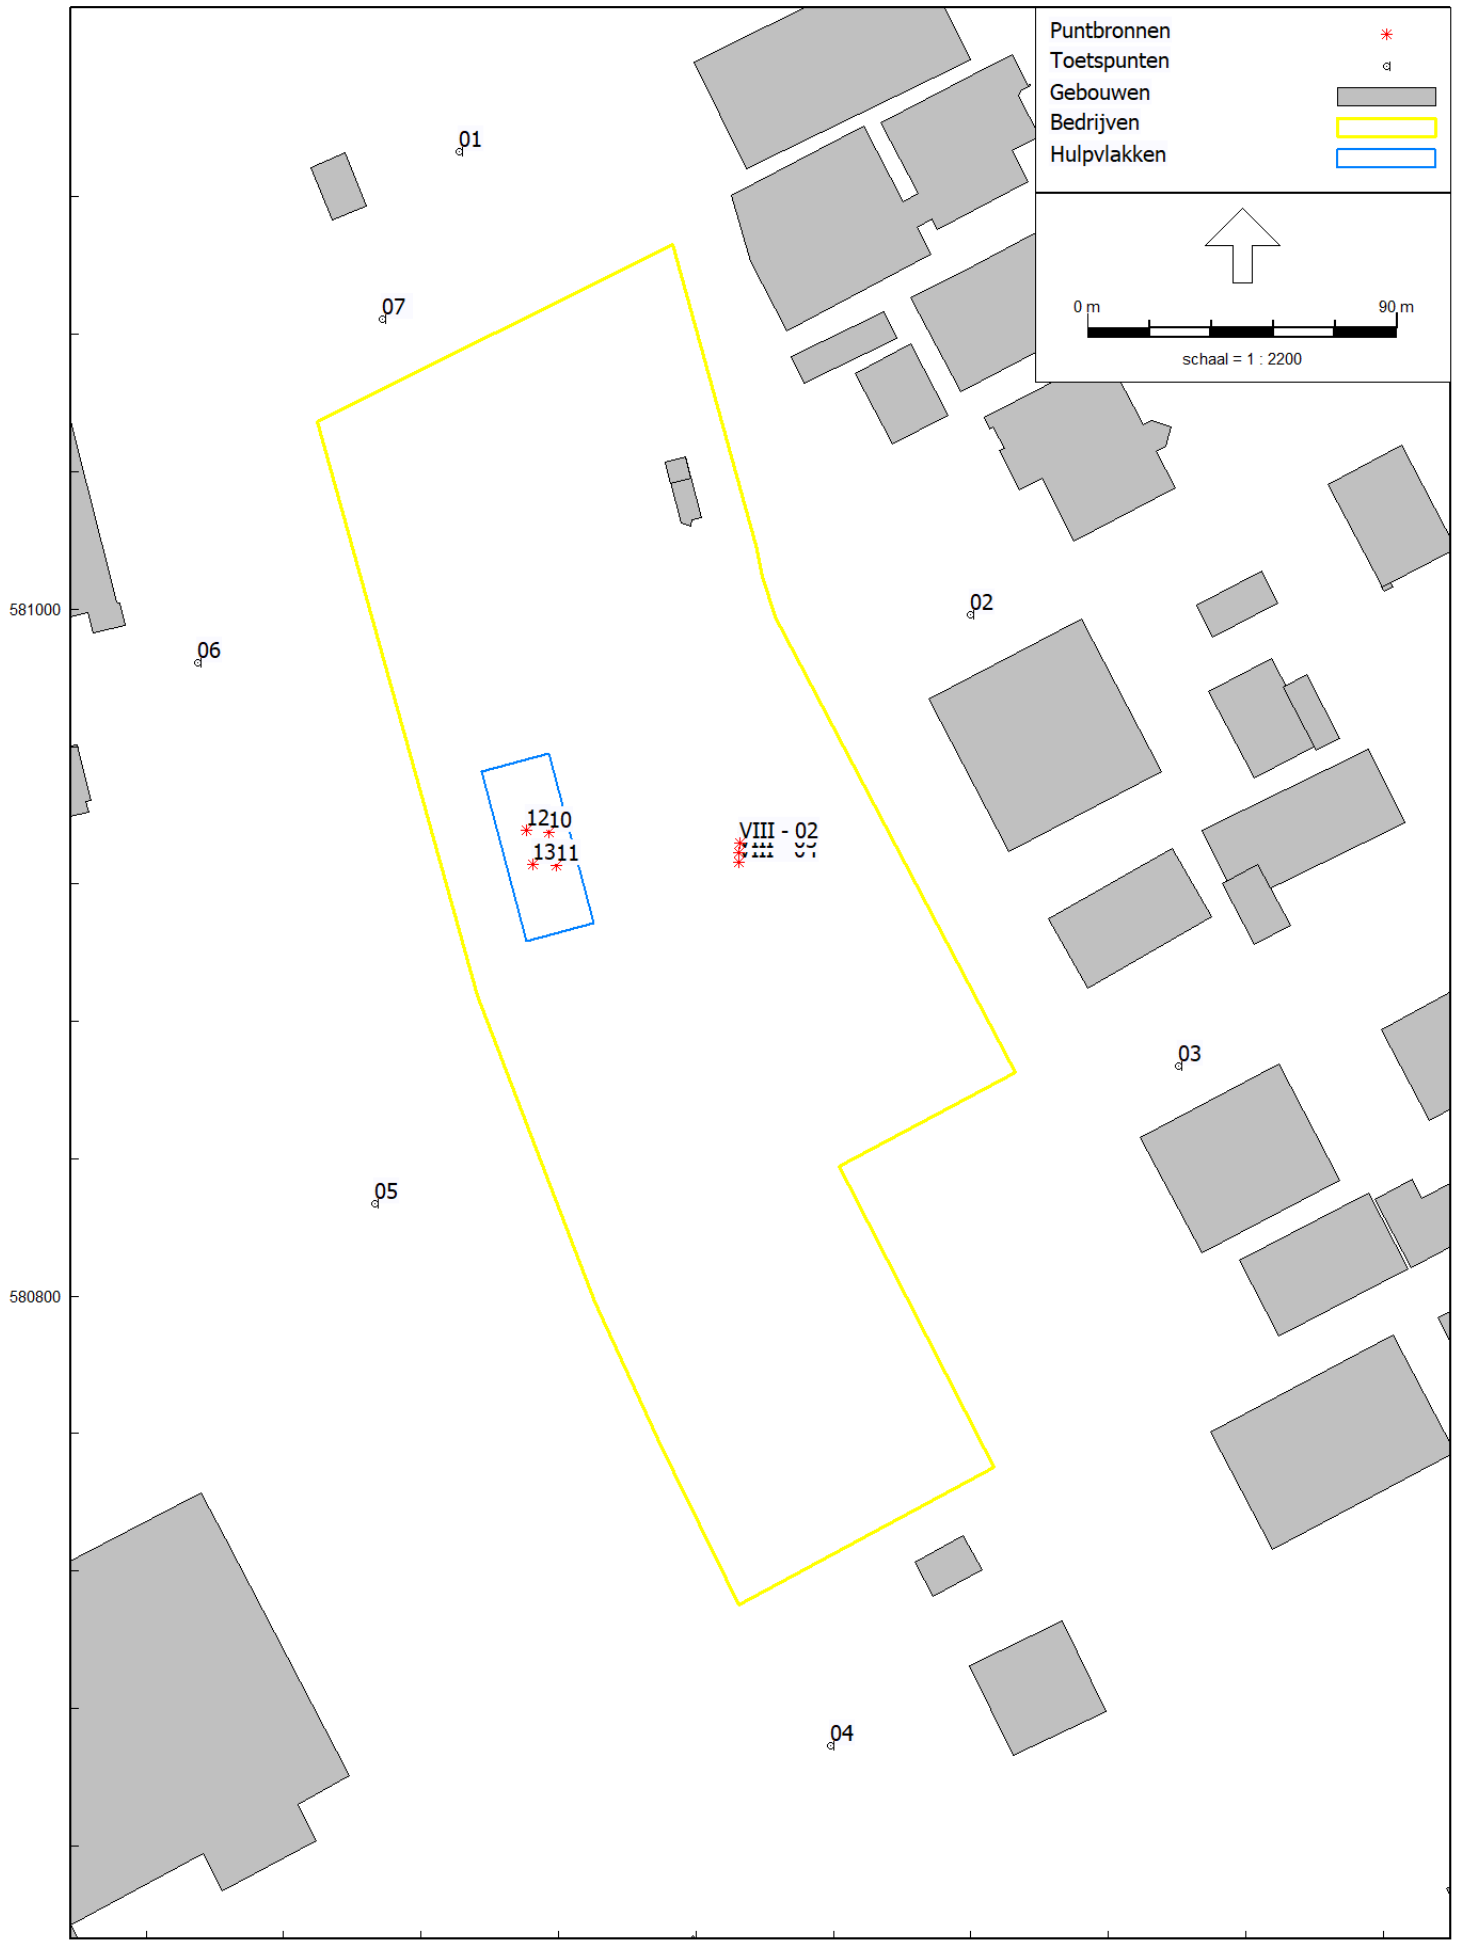 Puntbronnen
Toetspunten
Gebouwen
Bedrijven
Hulpvlakken
0 m 90 m
schaal = 1 : 2200
01
07
02
581000
06
VIII - 02
12 10
13 11
03
05
580800
04